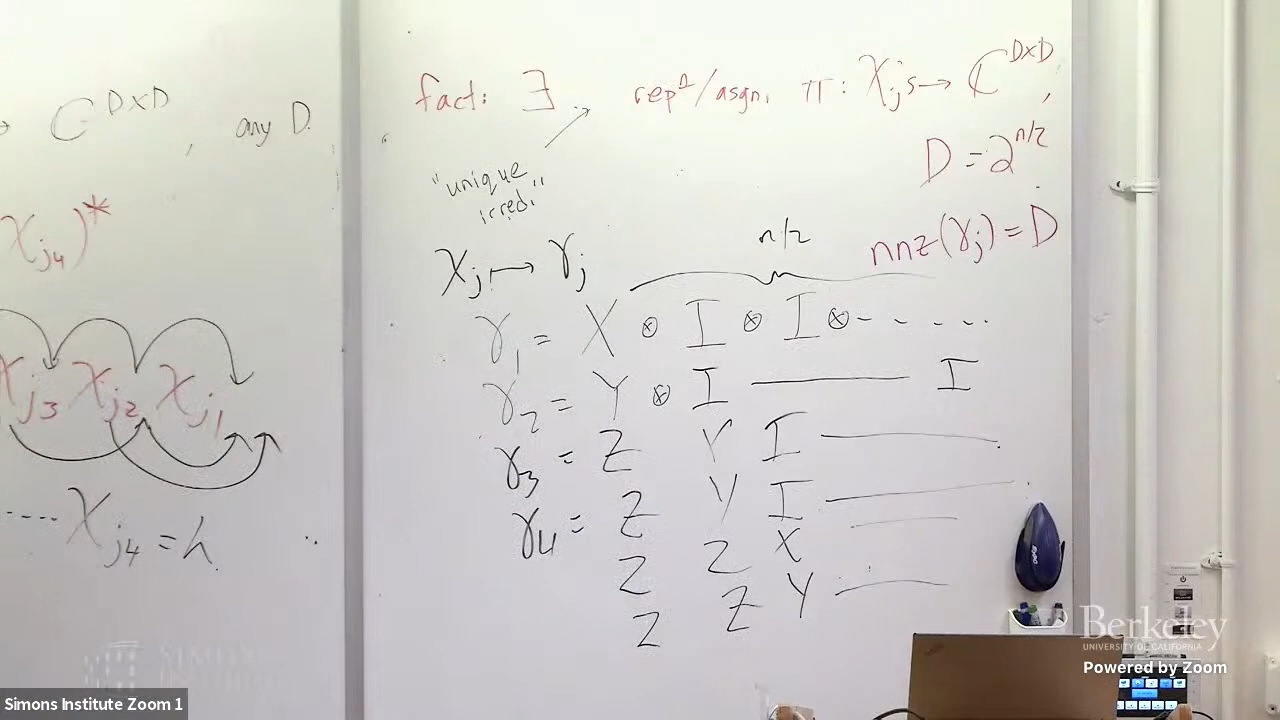 → ℂ^{D×D}, any D.
χ_{j4})*
χ_{j3} χ_{j2} χ_{j1}
..... χ_{j4} = h
fact: ∃ rep^n/asgn. π: χ_js → ℂ^{D×D},
"unique irred."
D = 2^{n/2}
nnz(γ_j) = D
χ_j ↦ γ_j
n/2
γ_1 = X ⊗ I ⊗ I ⊗ - - - - -
γ_2 = Y ⊗ I ——— I
γ_3 = Z Y I ———
γ_4 = Z Y I ———
Z Z X
Z Z Y ———
Berkeley
UNIVERSITY OF CALIFORNIA
Powered by Zoom
Simons Institute Zoom 1